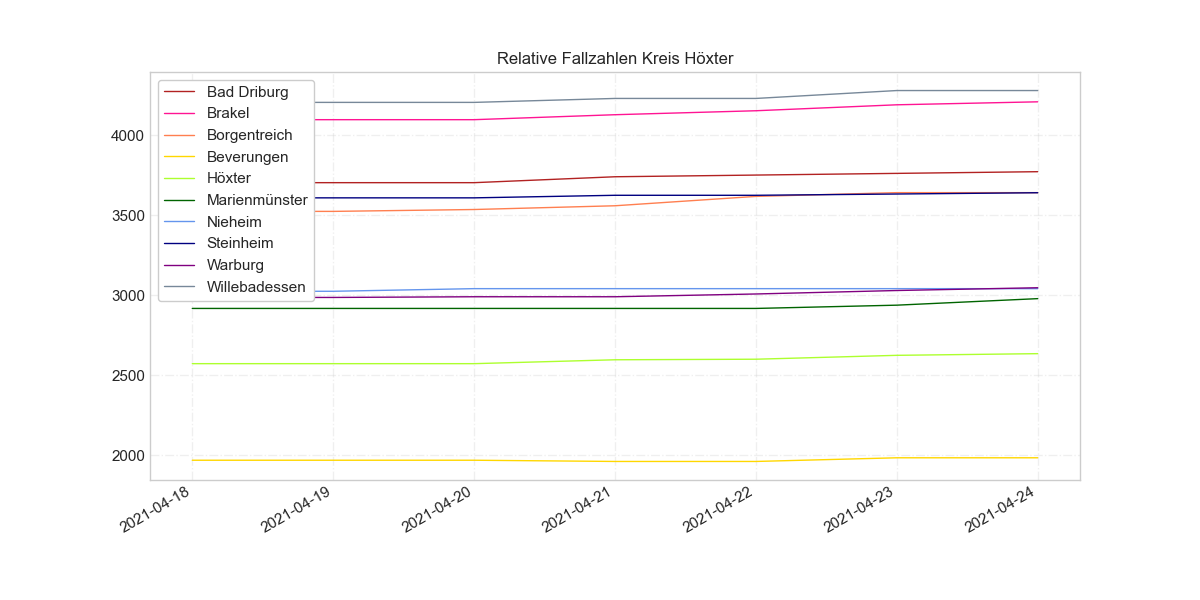 Relative Fallzahlen Kreis Höxter
Bad Driburg
Brakel
Borgentreich
Beverungen
Höxter
Marienmünster
Nieheim
Steinheim
Warburg
Willebadessen
4000
3500
3000
2500
2000
2021-04-18
2021-04-19
2021-04-20
2021-04-21
2021-04-22
2021-04-23
2021-04-24